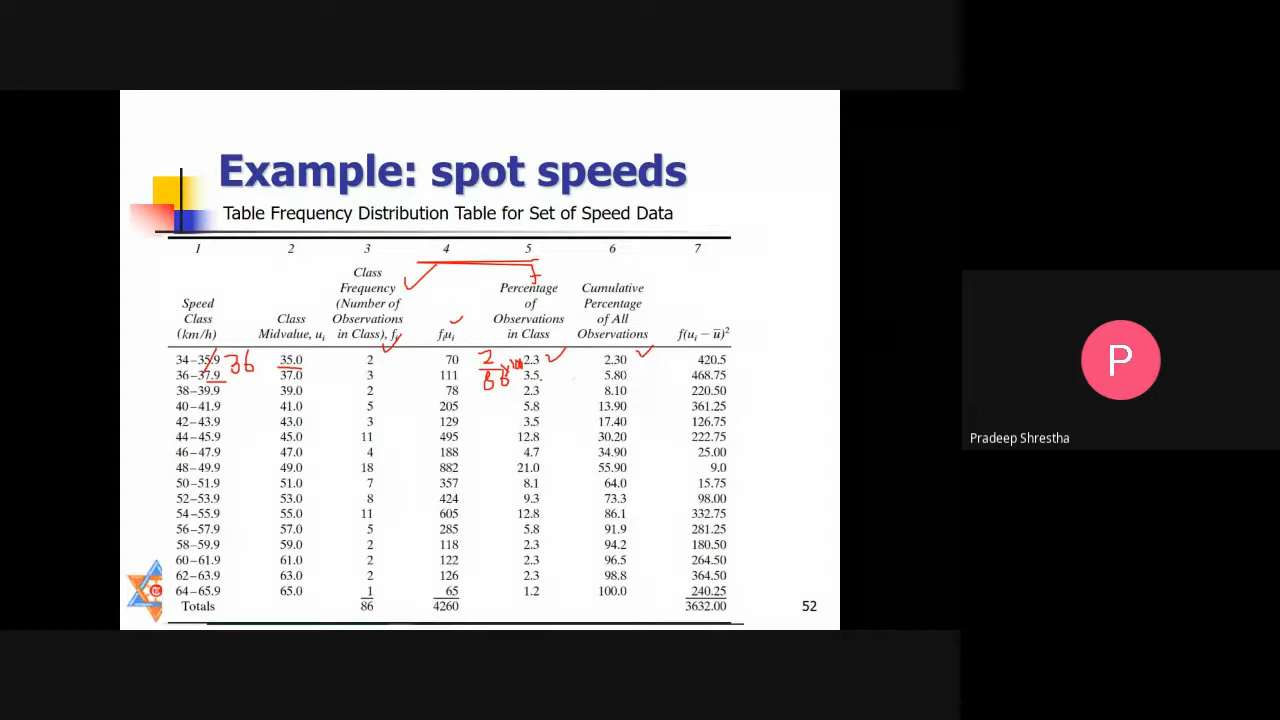 Example: spot speeds
Table Frequency Distribution Table for Set of Speed Data
1 2 3 4 5 6 7
Speed Class (km/h) Class Midvalue, ui Class Frequency (Number of Observations in Class), fi fiui Percentage of Observations in Class Cumulative Percentage of All Observations f(ui − u̅)²
34–35.9 36 35.0 2 70 2/86 × 100 2.3 2.30 420.5
36–37.9 37.0 3 111 3.5 5.80 468.75
38–39.9 39.0 2 78 2.3 8.10 220.50
40–41.9 41.0 5 205 5.8 13.90 361.25
42–43.9 43.0 3 129 3.5 17.40 126.75
44–45.9 45.0 11 495 12.8 30.20 222.75
46–47.9 47.0 4 188 4.7 34.90 25.00
48–49.9 49.0 18 882 21.0 55.90 9.0
50–51.9 51.0 7 357 8.1 64.0 15.75
52–53.9 53.0 8 424 9.3 73.3 98.00
54–55.9 55.0 11 605 12.8 86.1 332.75
56–57.9 57.0 5 285 5.8 91.9 281.25
58–59.9 59.0 2 118 2.3 94.2 180.50
60–61.9 61.0 2 122 2.3 96.5 264.50
62–63.9 63.0 2 126 2.3 98.8 364.50
64–65.9 65.0 1 65 1.2 100.0 240.25
Totals 86 4260 3632.00
52
P
Pradeep Shrestha